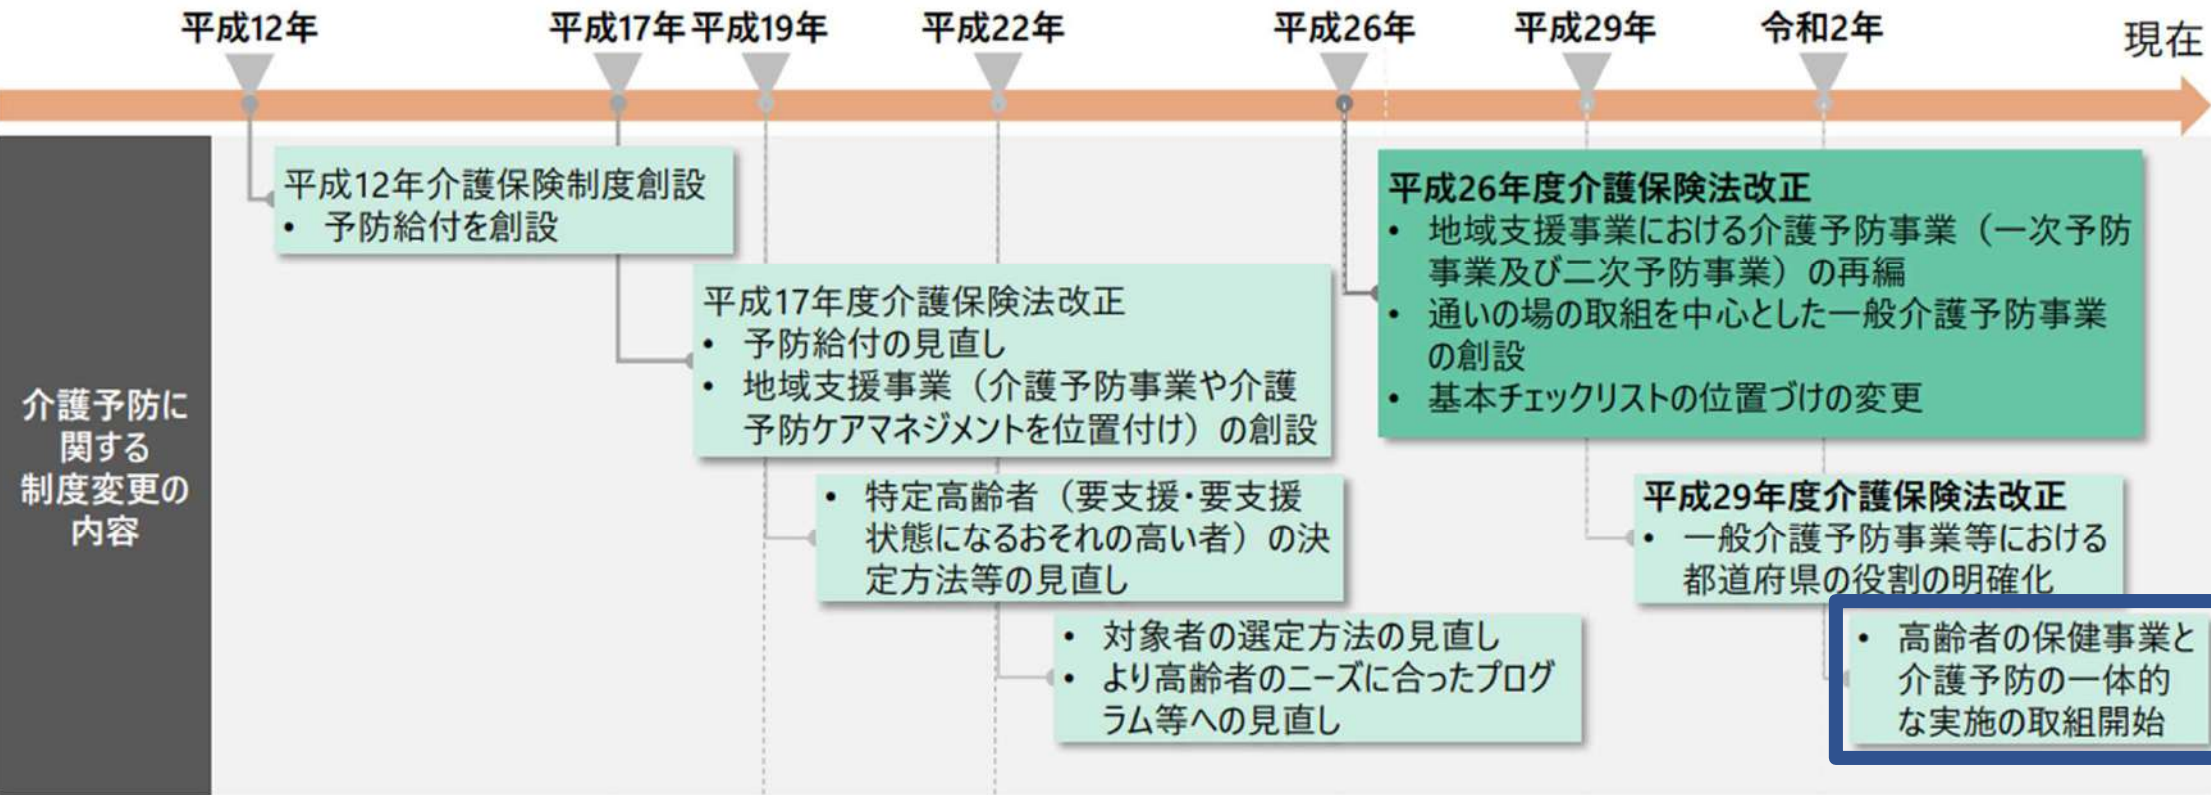 平成12年
平成17年
平成19年
平成22年
平成26年
平成29年
令和2年
現在
介護予防に
関する
制度変更の
内容
平成12年介護保険制度創設
• 予防給付を創設
平成17年度介護保険法改正
• 予防給付の見直し
• 地域支援事業（介護予防事業や介護
予防ケアマネジメントを位置付け）の創設
• 特定高齢者（要支援・要支援
状態になるおそれの高い者）の決
定方法等の見直し
• 対象者の選定方法の見直し
• より高齢者のニーズに合ったプログ
ラム等への見直し
平成26年度介護保険法改正
• 地域支援事業における介護予防事業（一次予防
事業及び二次予防事業）の再編
• 通いの場の取組を中心とした一般介護予防事業
の創設
• 基本チェックリストの位置づけの変更
平成29年度介護保険法改正
• 一般介護予防事業等における
都道府県の役割の明確化
• 高齢者の保健事業と
介護予防の一体的
な実施の取組開始